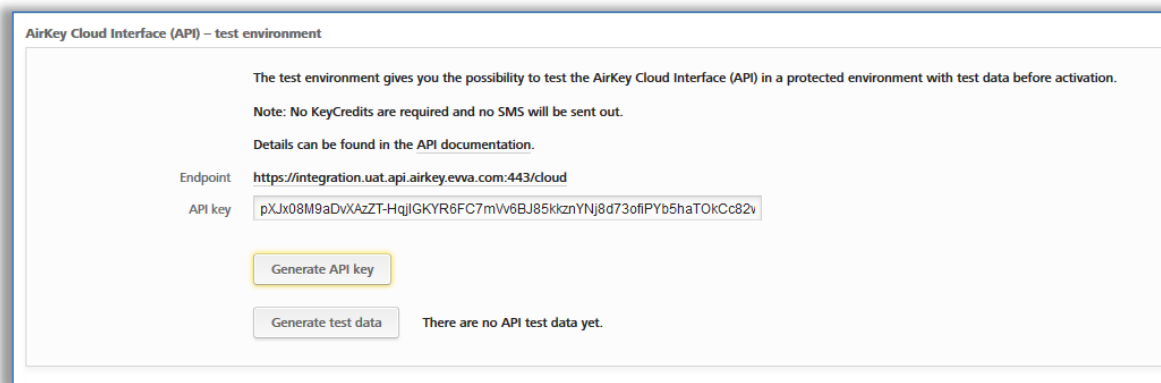 AirKey Cloud Interface (API) – test environment
The test environment gives you the possibility to test the AirKey Cloud Interface (API) in a protected environment with test data before activation.
Note: No KeyCredits are required and no SMS will be sent out.
Details can be found in the API documentation.
Endpoint https://integration.uat.api.airkey.evva.com:443/cloud
API key
Generate API key
Generate test data There are no API test data yet.